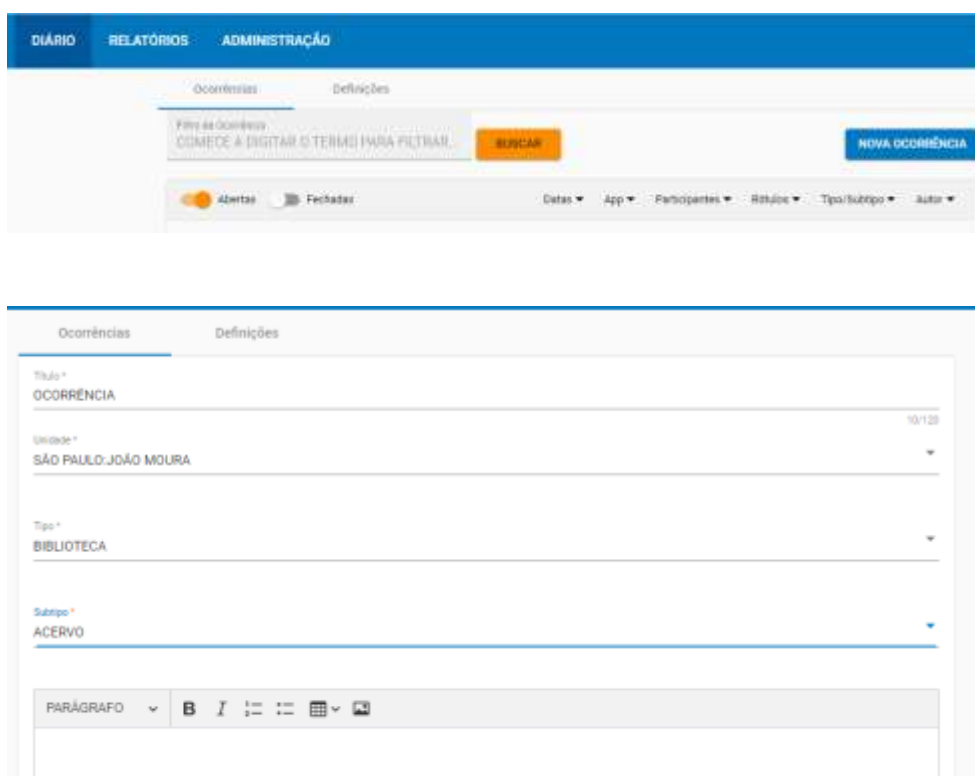 DIÁRIO RELATÓRIOS ADMINISTRAÇÃO
Ocorrências Definições
Filtro de Ocorrência
COMECE A DIGITAR O TERMO PARA FILTRAR... BUSCAR NOVA OCORRÊNCIA
Abertas Fechadas Datas App Participantes Rótulos Tipo/Subtipo Autor
Ocorrências Definições
Título *
OCORRÊNCIA
10/120
Unidade *
SÃO PAULO:JOÃO MOURA
Tipo *
BIBLIOTECA
Subtipo *
ACERVO
PARÁGRAFO B I